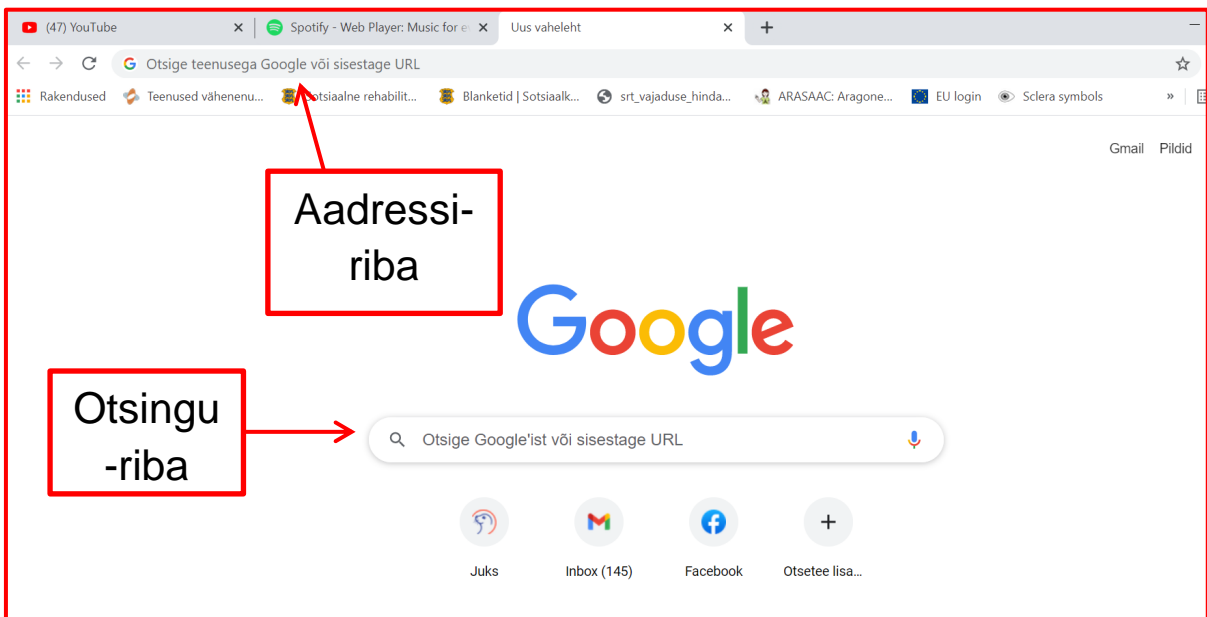 (47) YouTube
Spotify - Web Player: Music for e
Uus vaheleht
Otsige teenusega Google või sisestage URL
Rakendused
Teenused vähenenu...
Sotsiaalne rehabilit...
Blanketid | Sotsiaalk...
srt_vajaduse_hinda...
ARASAAC: Aragone...
EU login
Sclera symbols
»
Gmail Pildid
Aadressi-
riba
Google
Otsingu
-riba
Otsige Google'ist või sisestage URL
Juks
Inbox (145)
Facebook
Otsetee lisa...